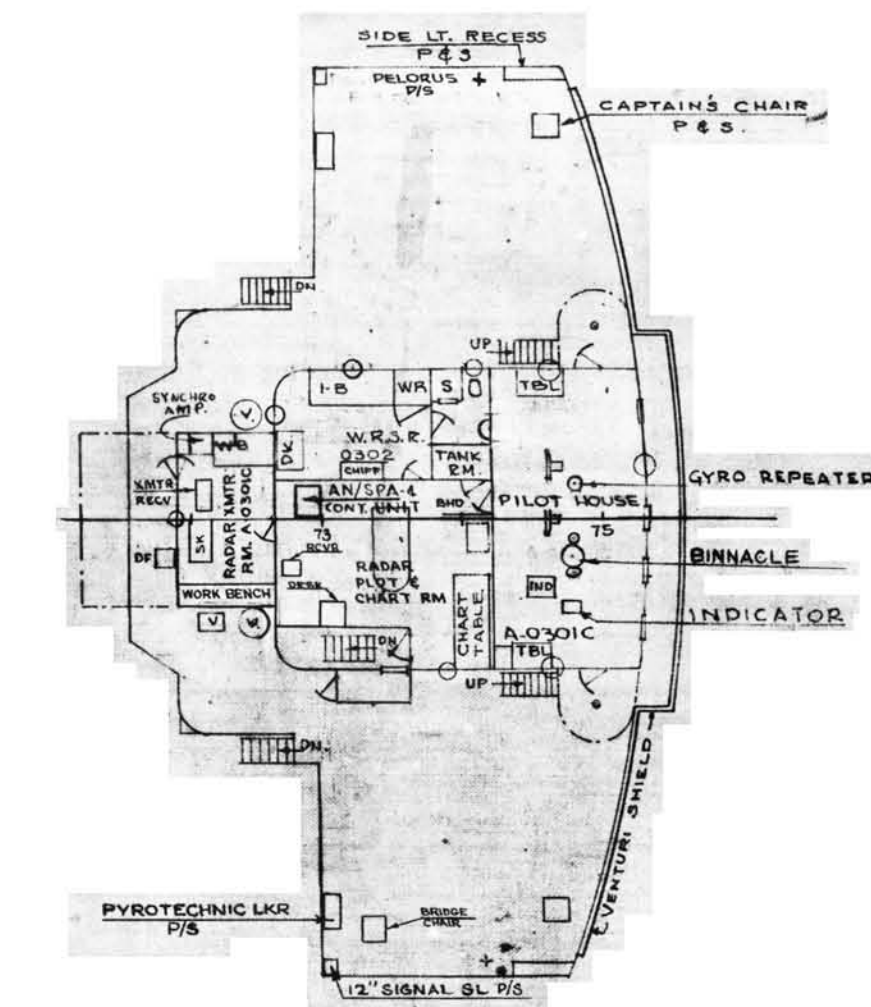 SIDE LT. RECESS
P & S
PELORUS
P/S
CAPTAIN'S CHAIR
P & S.
DN
UP
TBL
1-B
WR
S
SYNCHRO
AMP.
V
W.R.S.R.
0302
CHIFF
DK.
TANK
RM.
XMTR
RECV
AN/SPA-4
CONT. UNIT
BHD
PILOT HOUSE
GYRO REPEATER
RADAR XMTR.
RM. A-0301C
73
RCVR
75
DF
SK
BINNACLE
RADAR
PLOT &
CHART RM
DESK
IND
WORK BENCH
CHART
TABLE
INDICATOR
V
A-0301C
TBL
DN
UP
DN.
VENTURI SHIELD
PYROTECHNIC LKR
P/S
BRIDGE
CHAIR
12" SIGNAL SL P/S